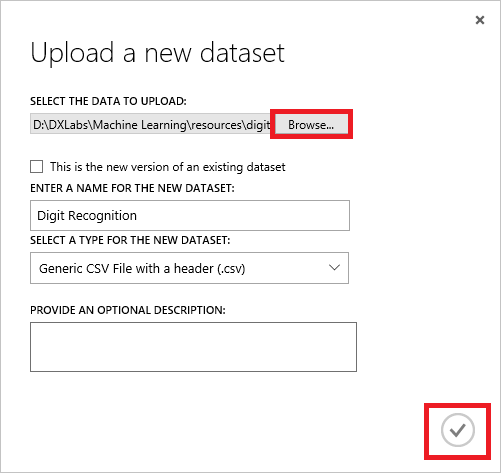 Upload a new dataset
SELECT THE DATA TO UPLOAD:
D:\DXLabs\Machine Learning\resources\digit Browse...
This is the new version of an existing dataset
ENTER A NAME FOR THE NEW DATASET:
Digit Recognition
SELECT A TYPE FOR THE NEW DATASET:
Generic CSV File with a header (.csv)
PROVIDE AN OPTIONAL DESCRIPTION: